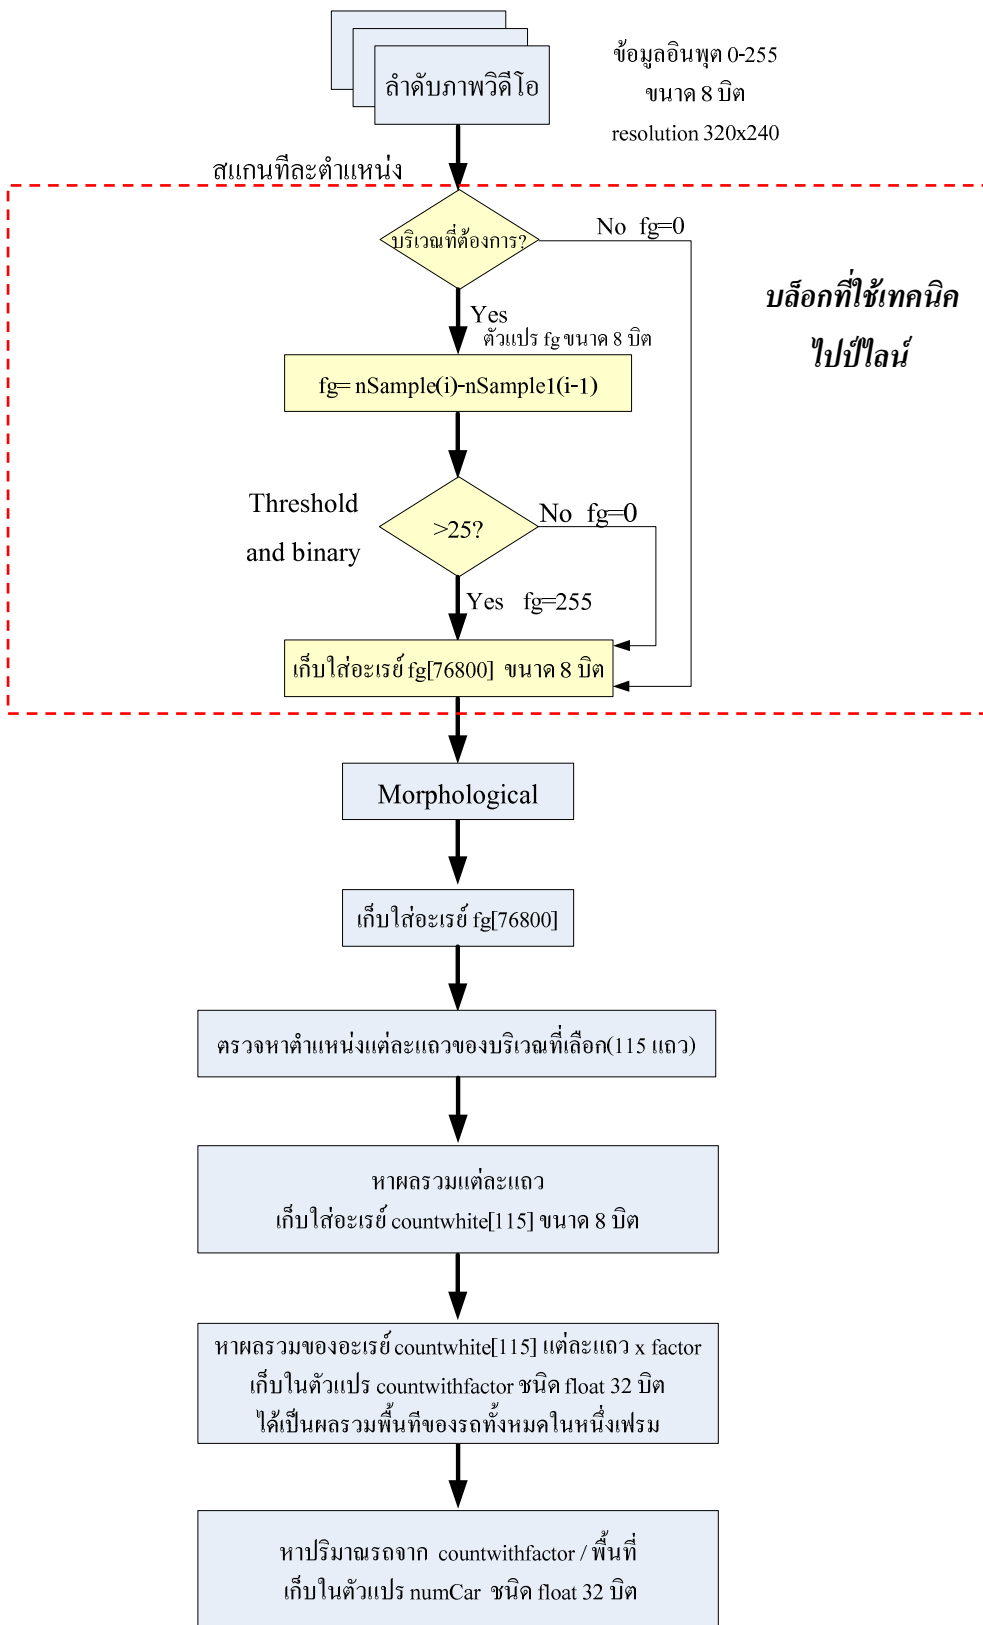 ลำดับภาพวิดีโอ
ข้อมูลอินพุต 0-255
ขนาด 8 บิต
resolution 320x240
สแกนทีละตำแหน่ง
บริเวณที่ต้องการ?
No fg=0
บล็อกที่ใช้เทคนิค
ไปป์ไลน์
Yes
ตัวแปร fg ขนาด 8 บิต
fg= nSample(i)-nSample1(i-1)
Threshold
and binary
>25?
No fg=0
Yes fg=255
เก็บใส่อะเรย์ fg[76800] ขนาด 8 บิต
Morphological
เก็บใส่อะเรย์ fg[76800]
ตรวจหาตำแหน่งแต่ละแถวของบริเวณที่เลือก(115 แถว)
หาผลรวมแต่ละแถว
เก็บใส่อะเรย์ countwhite[115] ขนาด 8 บิต
หาผลรวมของอะเรย์ countwhite[115] แต่ละแถว x factor
เก็บในตัวแปร countwithfactor ชนิด float 32 บิต
ได้เป็นผลรวมพื้นที่ของรถทั้งหมดในหนึ่งเฟรม
หาปริมาณรถจาก countwithfactor / พื้นที่
เก็บในตัวแปร numCar ชนิด float 32 บิต